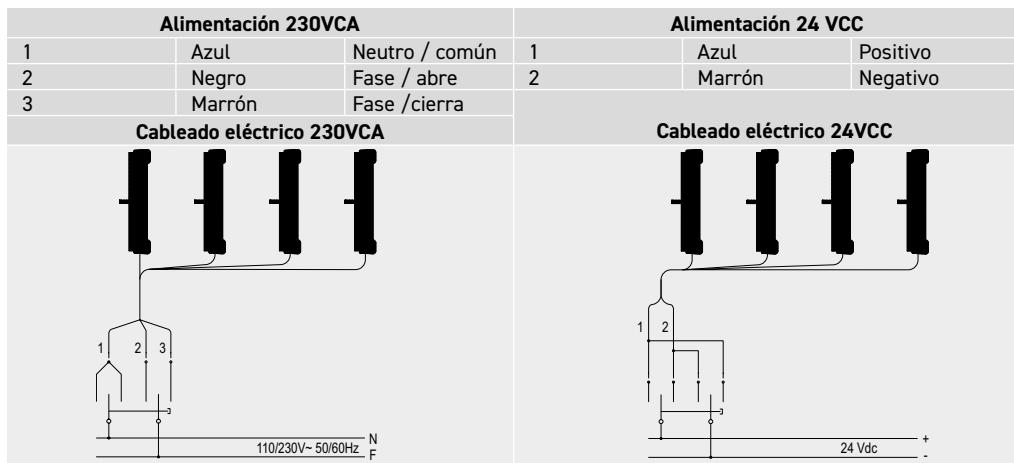 Alimentación 230VCA
1 Azul Neutro / común
2 Negro Fase / abre
3 Marrón Fase /cierra
Cableado eléctrico 230VCA
1 2 3
N
110/230V~ 50/60Hz
F
Alimentación 24 VCC
1 Azul Positivo
2 Marrón Negativo
Cableado eléctrico 24VCC
1 2
+
24 Vdc
-